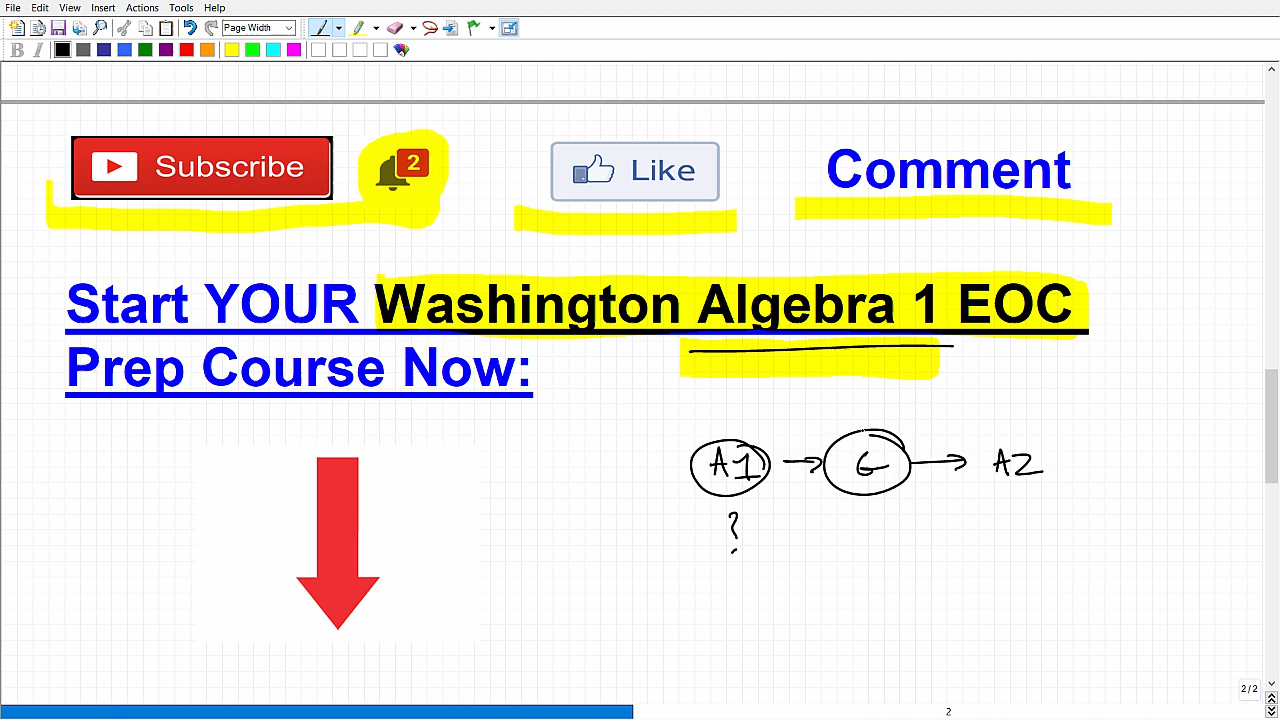 File Edit View Insert Actions Tools Help
Page Width
B I
Subscribe 2 Like Comment
Start YOUR Washington Algebra 1 EOC
Prep Course Now:
A1 → G → A2
?
2/2
2